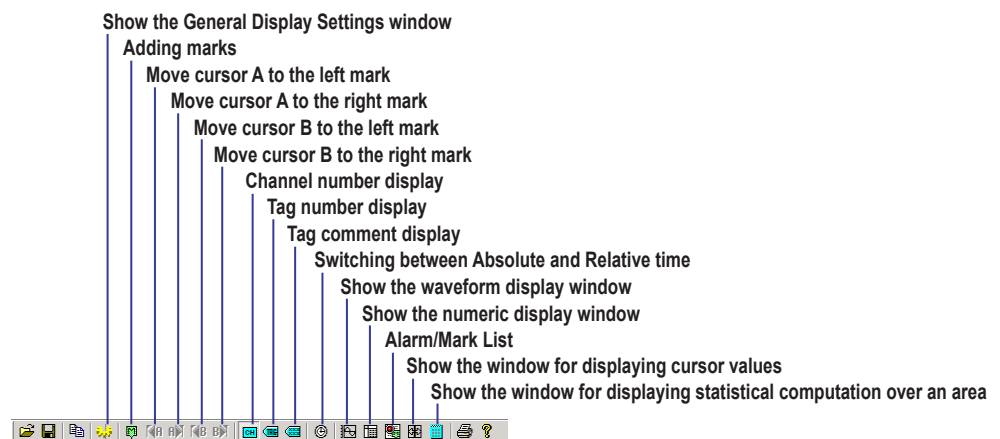 Show the General Display Settings window
Adding marks
Move cursor A to the left mark
Move cursor A to the right mark
Move cursor B to the left mark
Move cursor B to the right mark
Channel number display
Tag number display
Tag comment display
Switching between Absolute and Relative time
Show the waveform display window
Show the numeric display window
Alarm/Mark List
Show the window for displaying cursor values
Show the window for displaying statistical computation over an area
A A B B CH TAG ?